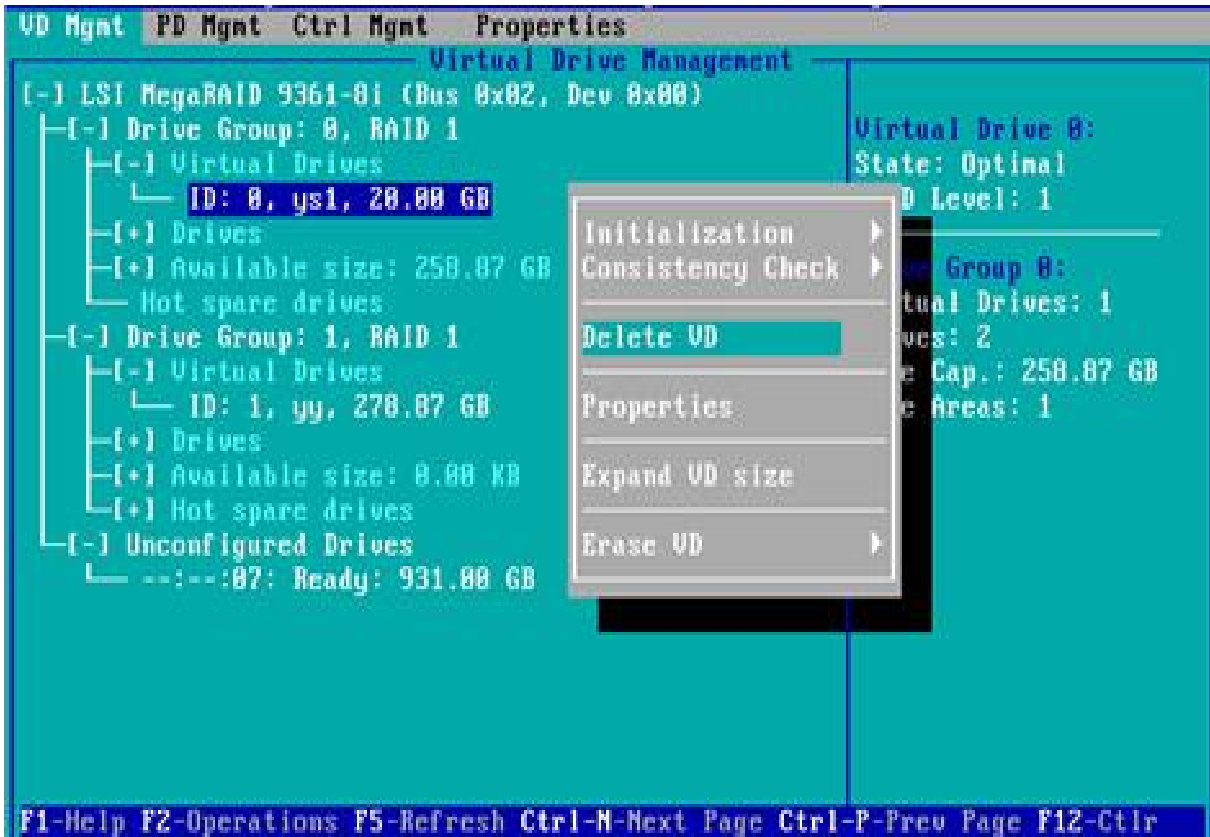 VD Mgmt PD Mgmt Ctrl Mgmt Properties
Virtual Drive Management
[-] LSI MegaRAID 9361-8i (Bus 0x02, Dev 0x00)
[-] Drive Group: 0, RAID 1
[-] Virtual Drives
ID: 0, ys1, 20.00 GB
[+] Drives
[+] Available size: 258.87 GB
Hot spare drives
[-] Drive Group: 1, RAID 1
[-] Virtual Drives
ID: 1, yy, 278.87 GB
[+] Drives
[+] Available size: 0.00 KB
[+] Hot spare drives
[-] Unconfigured Drives
--:--:07: Ready: 931.00 GB
Initialization
Consistency Check
Delete VD
Properties
Expand VD size
Erase VD
Virtual Drive 0:
State: Optimal
D Level: 1
Group 0:
tual Drives: 1
ves: 2
e Cap.: 258.87 GB
e Areas: 1
F1-Help F2-Operations F5-Refresh Ctrl-N-Next Page Ctrl-P-Prev Page F12-Ctlr